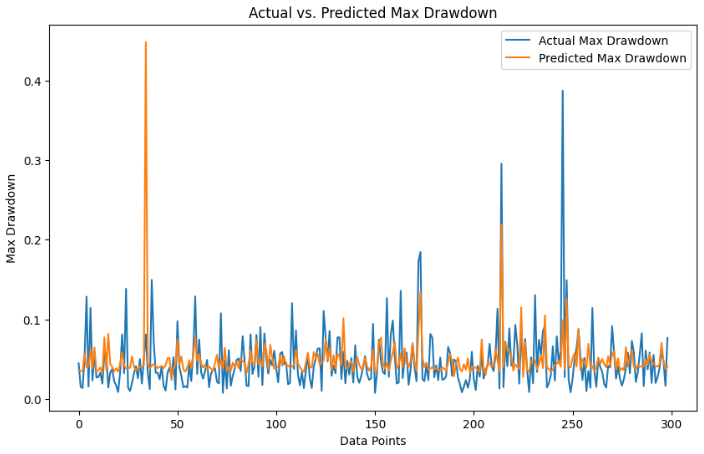 Actual vs. Predicted Max Drawdown
Actual Max Drawdown
Predicted Max Drawdown
0.4
0.3
0.2
0.1
0.0
Max Drawdown
0 50 100 150 200 250 300
Data Points